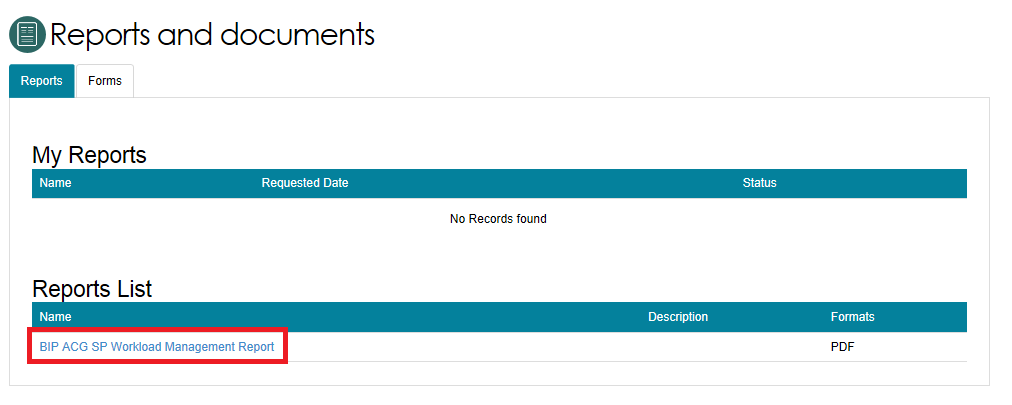 Reports and documents
Reports Forms
My Reports
Name Requested Date Status
No Records found
Reports List
Name Description Formats
BIP ACG SP Workload Management Report PDF